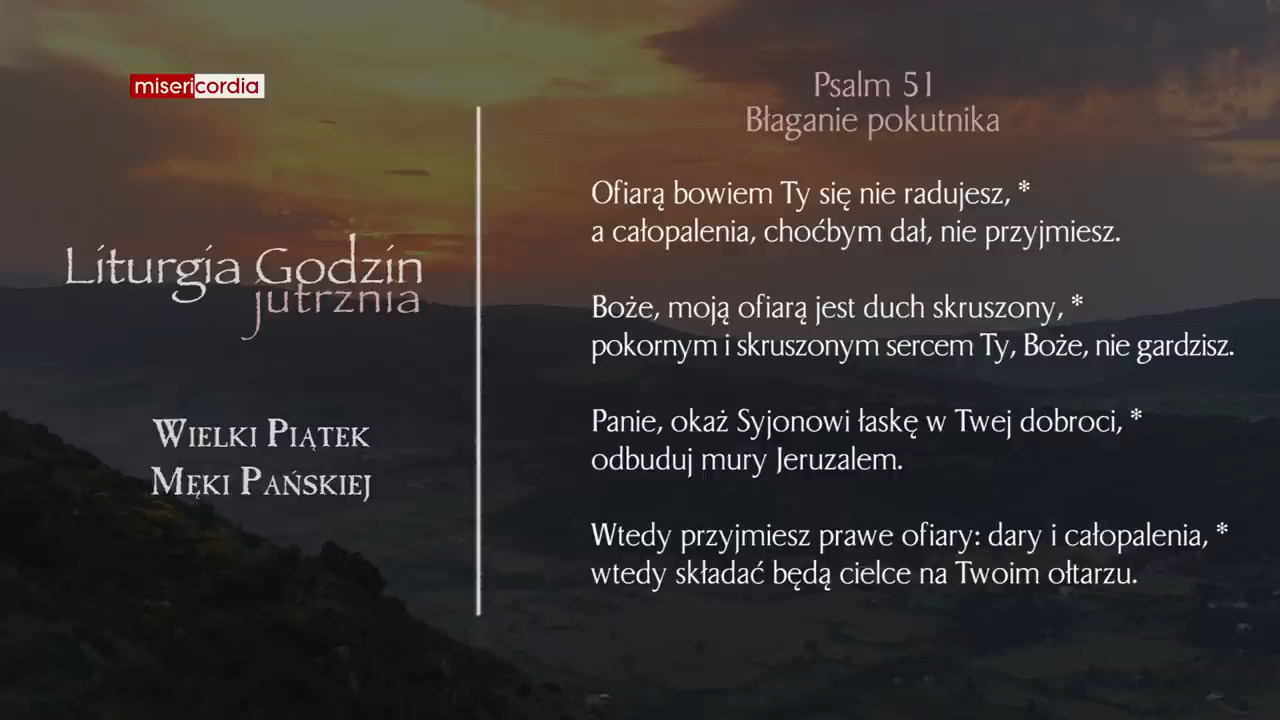 misericordia
Liturgia Godzin
jutrznia
Wielki Piątek
Męki Pańskiej
Psalm 51
Błaganie pokutnika
Ofiarą bowiem Ty się nie radujesz, *
a całopalenia, choćbym dał, nie przyjmiesz.
Boże, moją ofiarą jest duch skruszony, *
pokornym i skruszonym sercem Ty, Boże, nie gardzisz.
Panie, okaż Syjonowi łaskę w Twej dobroci, *
odbuduj mury Jeruzalem.
Wtedy przyjmiesz prawe ofiary: dary i całopalenia, *
wtedy składać będą cielce na Twoim ołtarzu.